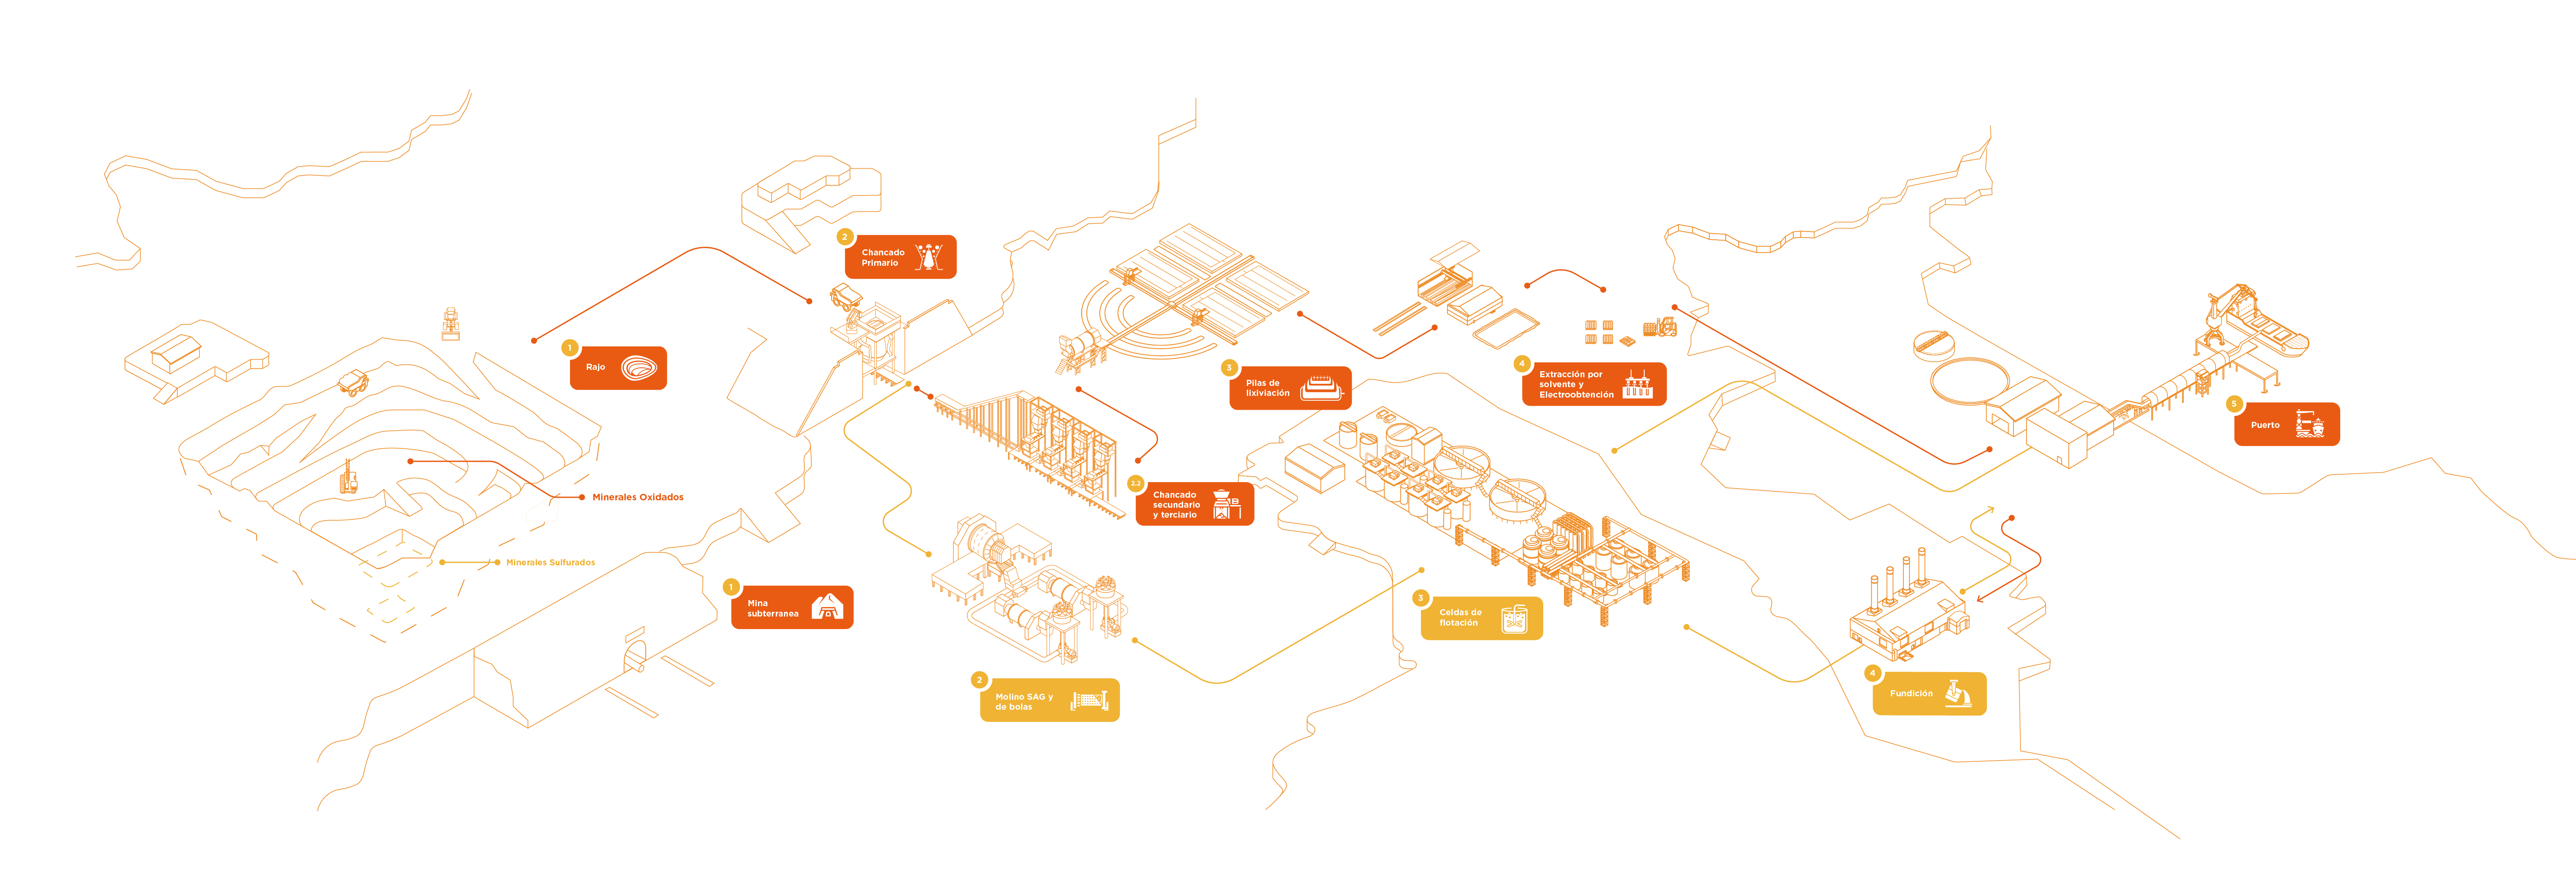 1
Rajo
Minerales Oxidados
Minerales Sulfurados
1
Mina
subterranea
2
Chancado
Primario
2.2
Chancado
secundario
y terciario
2
Molino SAG y
de bolas
3
Pilas de
lixiviación
3
Celdas de
flotación
4
Extracción por
solvente y
Electroobtención
4
Fundición
5
Puerto